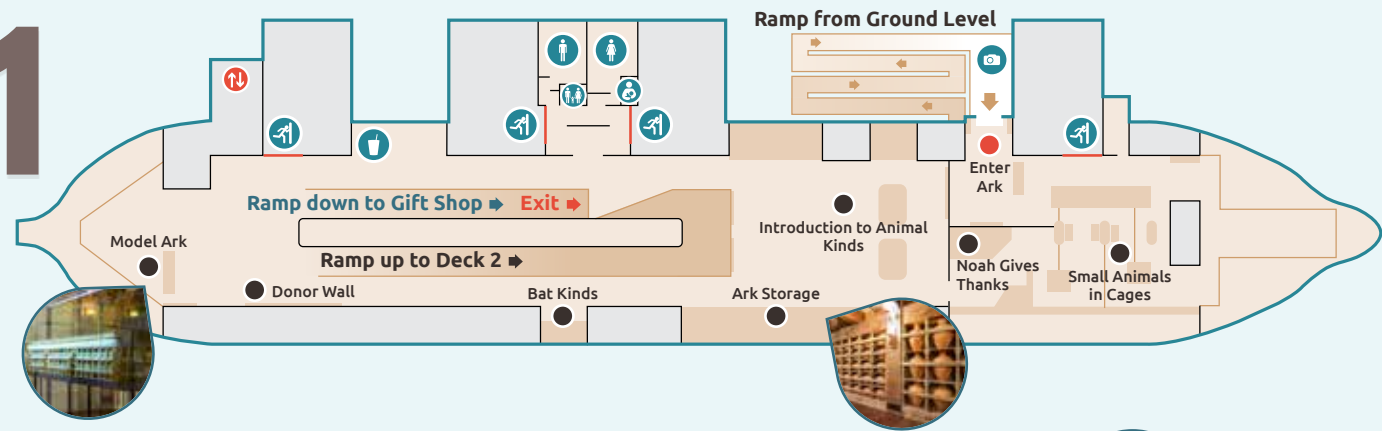 1
Ramp from Ground Level
Enter
Ark
Ramp down to Gift Shop Exit
Introduction to Animal
Kinds
Model Ark
Ramp up to Deck 2
Noah Gives
Thanks
Small Animals
in Cages
Donor Wall
Bat Kinds
Ark Storage